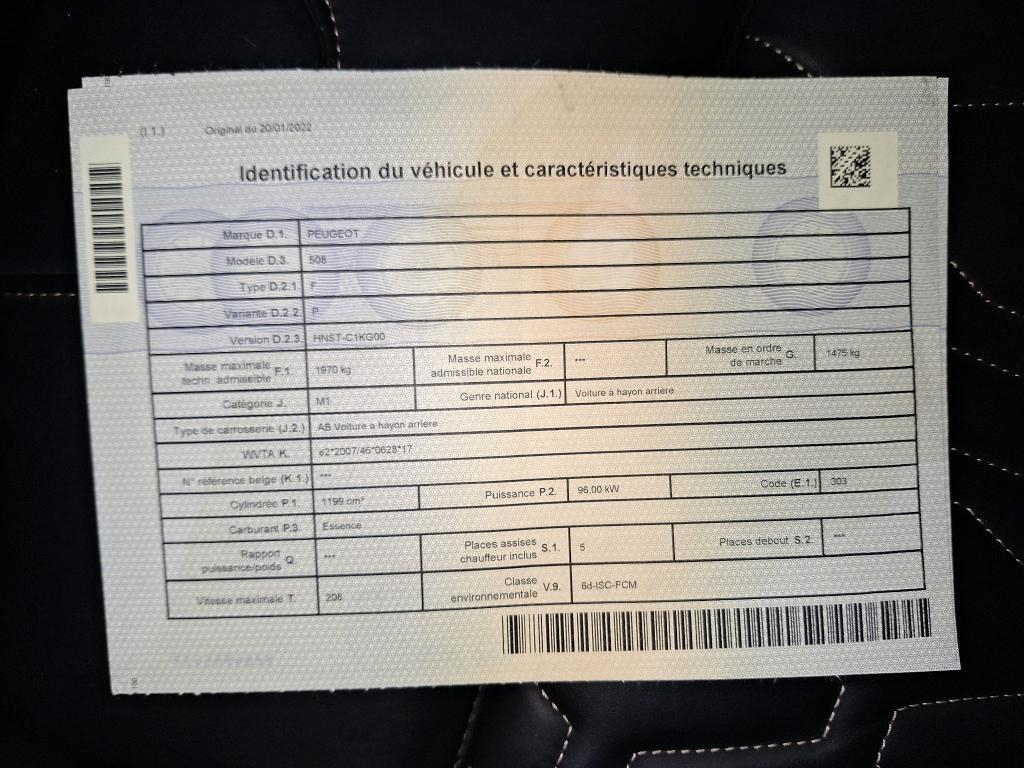 (I.1.) Original du 20/01/2022
Identification du véhicule et caractéristiques techniques
Marque D.1. PEUGEOT
Modèle D.3. 508
Type D.2.1. F
Variante D.2.2. P
Version D.2.3. HNST-C1KG00
Masse maximale
techn. admissible F.1. 1970 kg
Masse maximale
admissible nationale F.2. ***
Masse en ordre
de marche G. 1475 kg
Catégorie J. M1
Genre national (J.1.) Voiture à hayon arrière
Type de carrosserie (J.2.) AB Voiture à hayon arrière
WVTA K. e2*2007/46*0628*17
N° référence belge (K.1.) ***
Cylindrée P.1. 1199 cm³
Puissance P.2. 96,00 kW
Code (E.1.) 303
Carburant P.3. Essence
Rapport
puissance/poids Q. ***
Places assises
chauffeur inclus S.1. 5
Places debout S.2. ***
Vitesse maximale T. 208
Classe
environnementale V.9. 6d-ISC-FCM